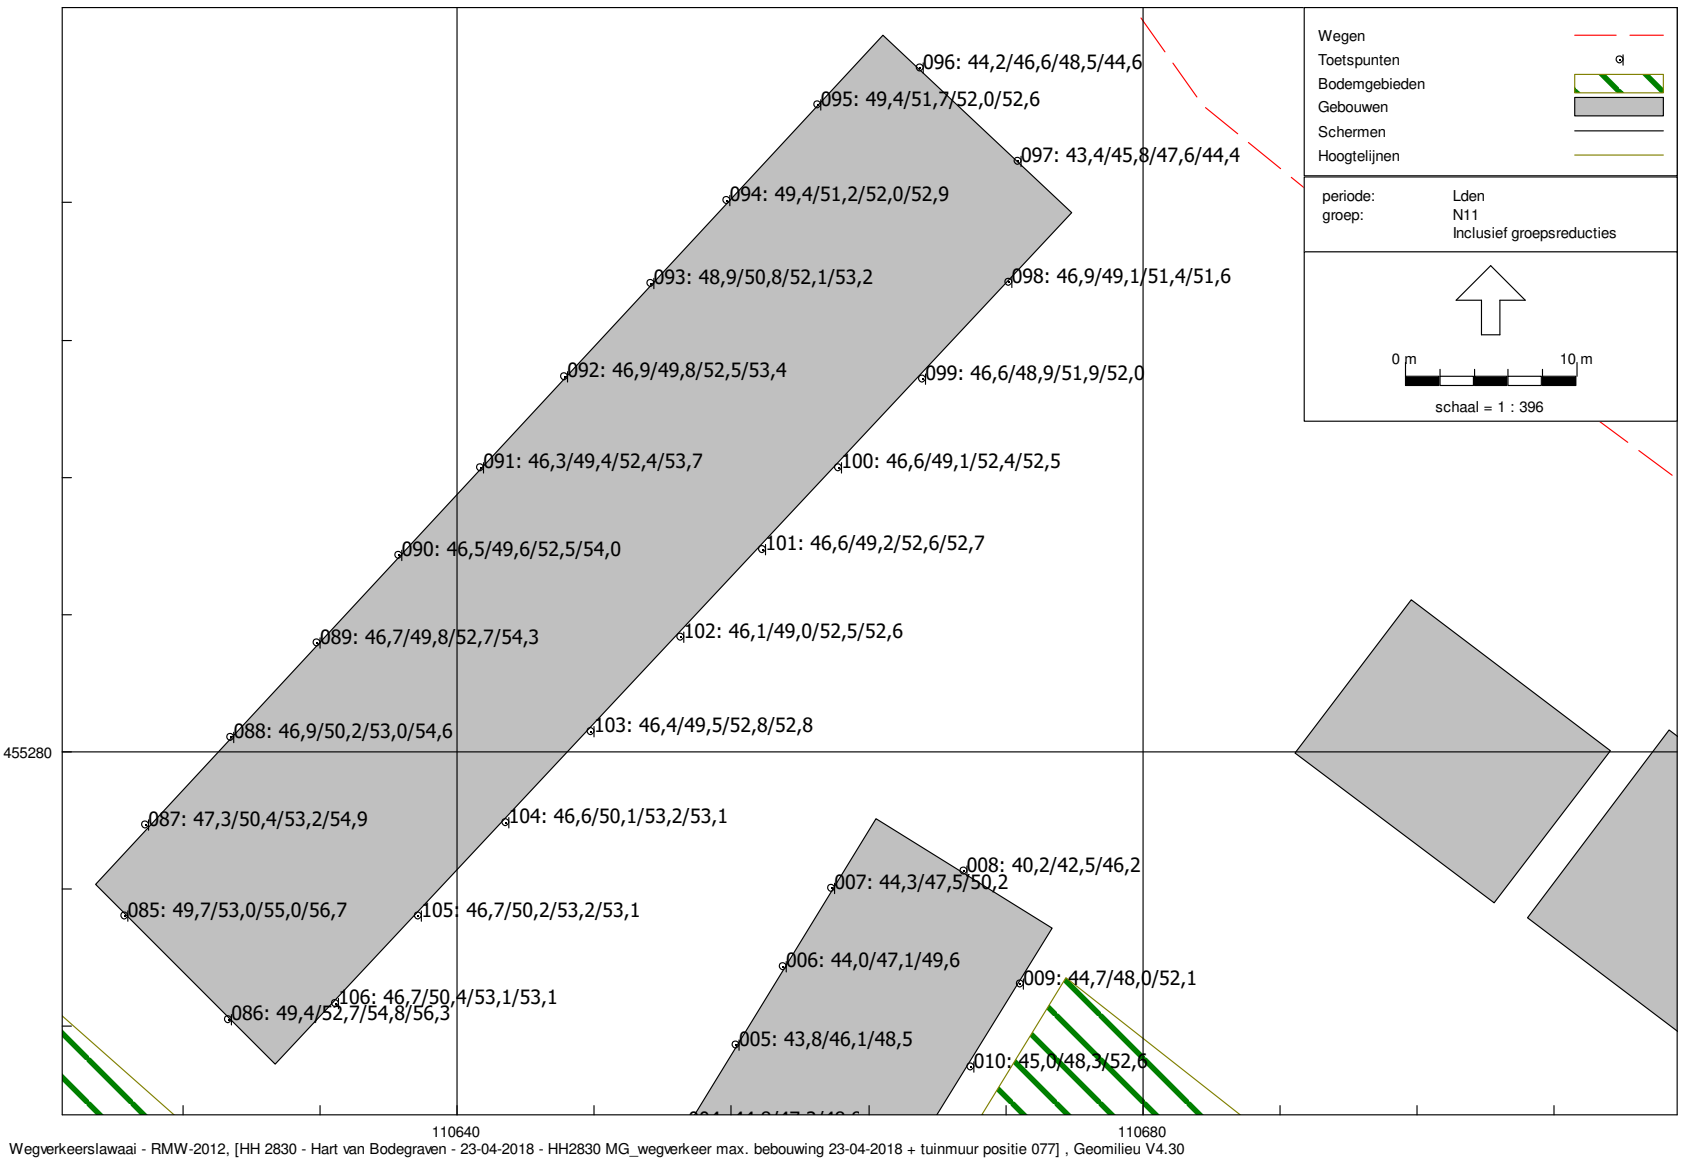 096: 44,2/46,6/48,5/44,6
095: 49,4/51,7/52,0/52,6
097: 43,4/45,8/47,6/44,4
094: 49,4/51,2/52,0/52,9
093: 48,9/50,8/52,1/53,2
098: 46,9/49,1/51,4/51,6
092: 46,9/49,8/52,5/53,4
099: 46,6/48,9/51,9/52,0
091: 46,3/49,4/52,4/53,7
100: 46,6/49,1/52,4/52,5
090: 46,5/49,6/52,5/54,0
101: 46,6/49,2/52,6/52,7
089: 46,7/49,8/52,7/54,3
102: 46,1/49,0/52,5/52,6
088: 46,9/50,2/53,0/54,6
103: 46,4/49,5/52,8/52,8
087: 47,3/50,4/53,2/54,9
104: 46,6/50,1/53,2/53,1
008: 40,2/42,5/46,2
007: 44,3/47,5/50,2
085: 49,7/53,0/55,0/56,7
105: 46,7/50,2/53,2/53,1
006: 44,0/47,1/49,6
009: 44,7/48,0/52,1
106: 46,7/50,4/53,1/53,1
086: 49,4/52,7/54,8/56,3
005: 43,8/46,1/48,5
010: 45,0/48,3/52,6
Wegen
Toetspunten
Bodemgebieden
Gebouwen
Schermen
Hoogtelijnen
periode: Lden
groep: N11
Inclusief groepsreducties
0 m 10 m
schaal = 1 : 396
455280
110640 110680
Wegverkeerslawaai - RMW-2012, [HH 2830 - Hart van Bodegraven - 23-04-2018 - HH2830 MG_wegverkeer max. bebouwing 23-04-2018 + tuinmuur positie 077] , Geomilieu V4.30